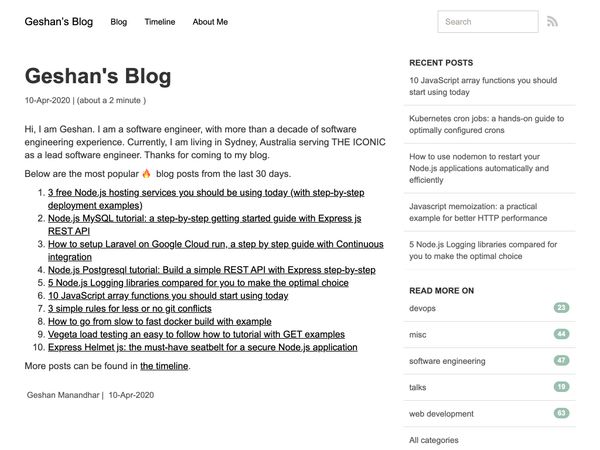 Geshan's Blog Blog Timeline About Me Search
Geshan's Blog
10-Apr-2020 | (about a 2 minute )
Hi, I am Geshan. I am a software engineer, with more than a decade of software
engineering experience. Currently, I am living in Sydney, Australia serving THE ICONIC
as a lead software engineer. Thanks for coming to my blog.
Below are the most popular 🔥 blog posts from the last 30 days.
1. 3 free Node.js hosting services you should be using today (with step-by-step
deployment examples)
2. Node.js MySQL tutorial: a step-by-step getting started guide with Express js
REST API
3. How to setup Laravel on Google Cloud run, a step by step guide with Continuous
integration
4. Node.js Postgresql tutorial: Build a simple REST API with Express step-by-step
5. 5 Node.js Logging libraries compared for you to make the optimal choice
6. 10 JavaScript array functions you should start using today
7. 3 simple rules for less or no git conflicts
8. How to go from slow to fast docker build with example
9. Vegeta load testing an easy to follow how to tutorial with GET examples
10. Express Helmet js: the must-have seatbelt for a secure Node.js application
More posts can be found in the timeline.
Geshan Manandhar | 10-Apr-2020
RECENT POSTS
10 JavaScript array functions you should
start using today
Kubernetes cron jobs: a hands-on guide to
optimally configured crons
How to use nodemon to restart your
Node.js applications automatically and
efficiently
Javascript memoization: a practical
example for better HTTP performance
5 Node.js Logging libraries compared for
you to make the optimal choice
READ MORE ON
devops 23
misc 44
software engineering 47
talks 19
web development 63
All categories